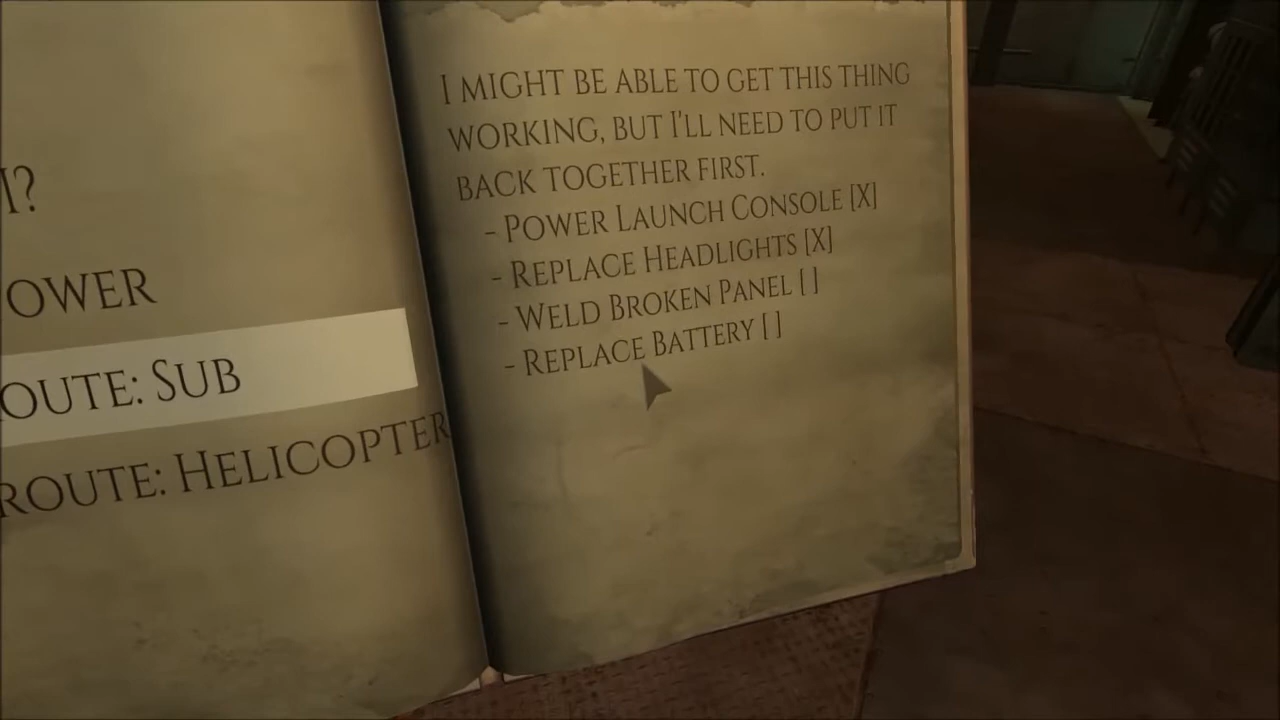 ?
OWER
OUTE: SUB
ROUTE: HELICOPTER
I MIGHT BE ABLE TO GET THIS THING
WORKING, BUT I'LL NEED TO PUT IT
BACK TOGETHER FIRST.
- POWER LAUNCH CONSOLE [X]
- REPLACE HEADLIGHTS [X]
- WELD BROKEN PANEL [ ]
- REPLACE BATTERY [ ]